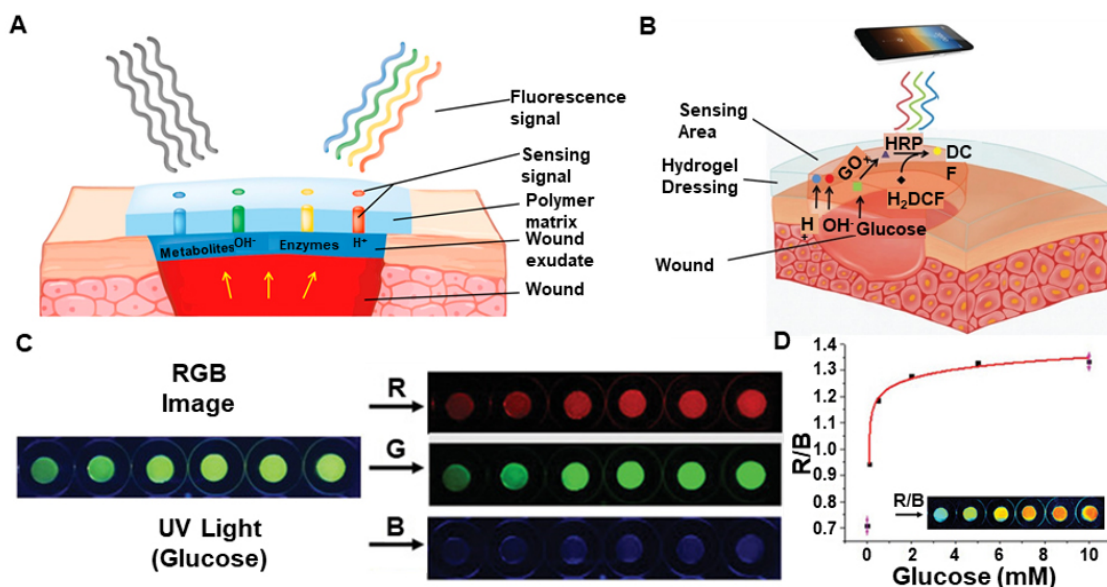 A
Fluorescence
signal
Sensing
signal
Polymer
matrix
Wound
exudate
Wound
Metabolites
OH-
Enzymes
H+
B
Sensing
Area
Hydrogel
Dressing
Wound
GOx
HRP
DC
F
H2DCF
H
+
OH-
Glucose
C
RGB
Image
UV Light
(Glucose)
R
G
B
D
1.4
1.3
1.2
1.1
1.0
0.9
0.8
0.7
R/B
R/B
0
2
4
6
8
10
Glucose (mM)